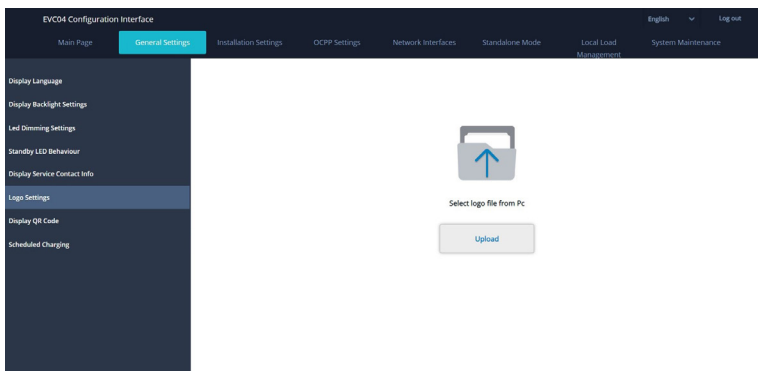 EVC04 Configuration Interface
English
Log out
Main Page
General Settings
Installation Settings
OCPP Settings
Network Interfaces
Standalone Mode
Local Load
Management
System Maintenance
Display Language
Display Backlight Settings
Led Dimming Settings
Standby LED Behaviour
Display Service Contact Info
Logo Settings
Display QR Code
Scheduled Charging
Select logo file from Pc
Upload